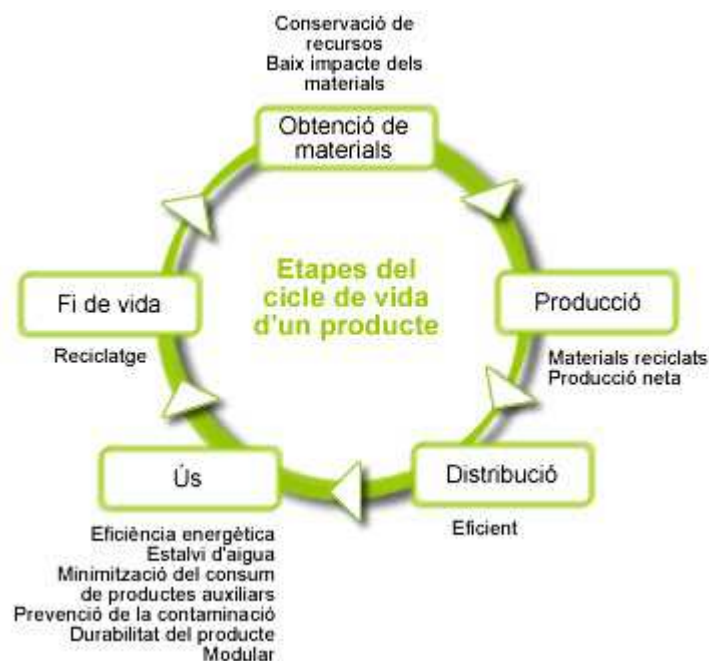 Conservació de
recursos
Baix impacte dels
materials
Obtenció de
materials
Etapes del
cicle de vida
d'un producte
Fi de vida
Reciclatge
Producció
Materials reciclats
Producció neta
Ús
Eficiència energètica
Estalvi d'aigua
Minimització del consum
de productes auxiliars
Prevenció de la contaminació
Durabilitat del producte
Modular
Distribució
Eficient